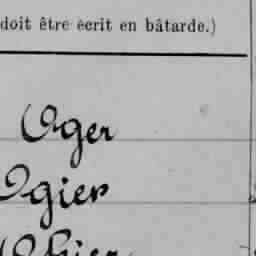 doit être écrit en bâtarde.)
Oger
Ogier